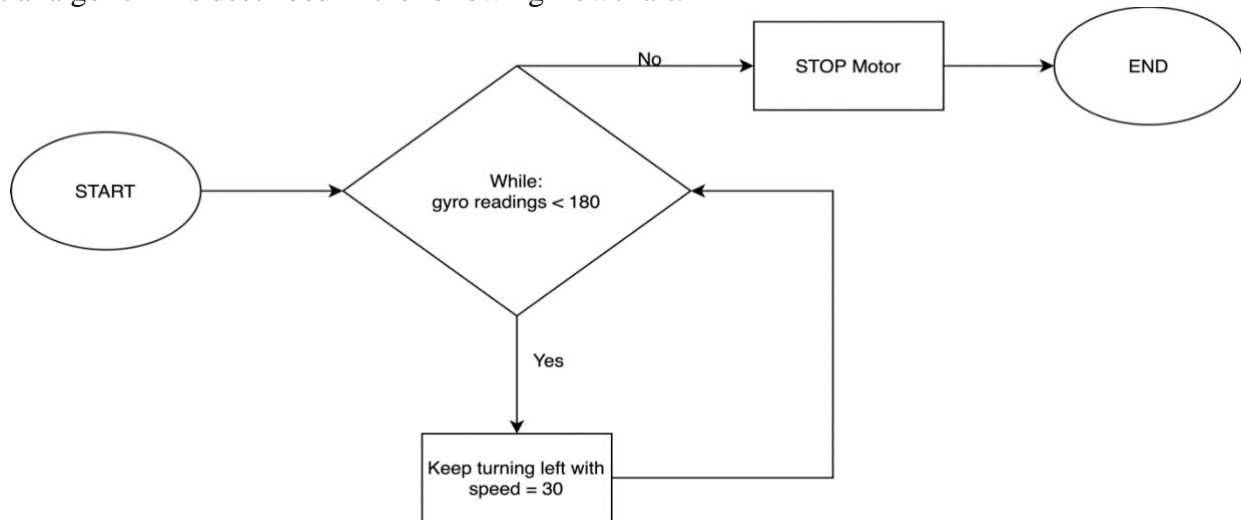 No
STOP Motor
END
START
While:
gyro readings < 180
Yes
Keep turning left with
speed = 30